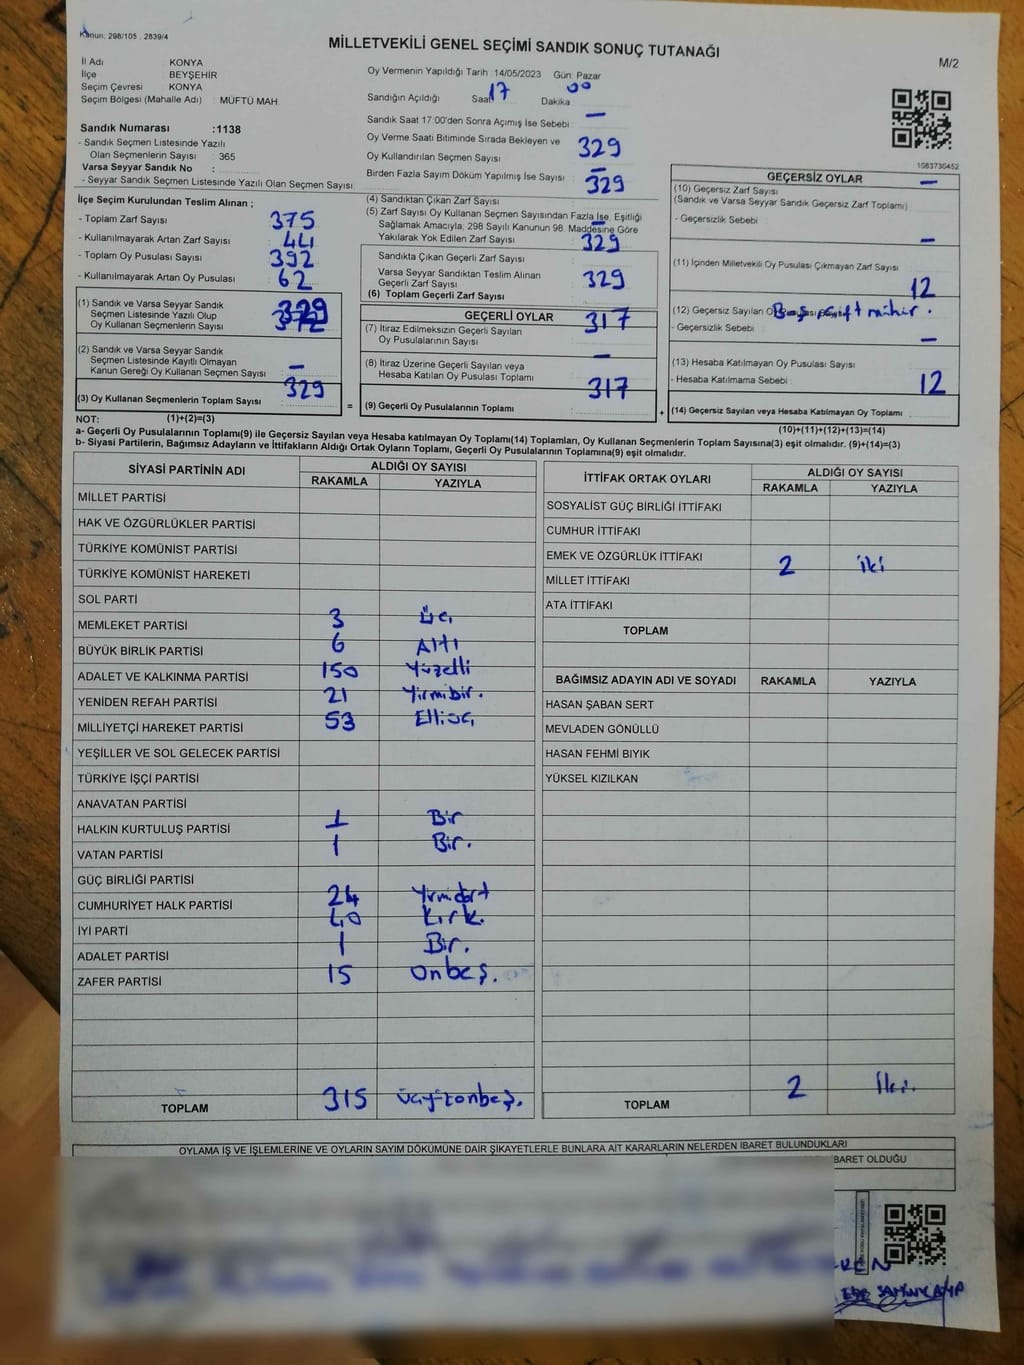 Kanun: 298/105 . 2839/4
MİLLETVEKİLİ GENEL SEÇİMİ SANDIK SONUÇ TUTANAĞI
M/2
İl Adı KONYA
İlçe BEYŞEHİR
Seçim Çevresi KONYA
Seçim Bölgesi (Mahalle Adı) : MÜFTÜ MAH.
Sandık Numarası :1138
- Sandık Seçmen Listesinde Yazılı
Olan Seçmenlerin Sayısı : 365
Varsa Seyyar Sandık No :
- Seyyar Sandık Seçmen Listesinde Yazılı Olan Seçmen Sayısı:
Oy Vermenin Yapıldığı Tarih :14/05/2023 Gün: Pazar
Sandığın Açıldığı Saat 17 Dakika 00
Sandık Saat 17:00'den Sonra Açımış İse Sebebi : —
Oy Verme Saati Bitiminde Sırada Bekleyen ve
Oy Kullandırılan Seçmen Sayısı 329
Birden Fazla Sayım Döküm Yapılmış İse Sayısı : —
1083730452
İlçe Seçim Kurulundan Teslim Alınan ;
- Toplam Zarf Sayısı : 375
- Kullanılmayarak Artan Zarf Sayısı : 44
- Toplam Oy Pusulası Sayısı : 392
- Kullanılmayarak Artan Oy Pusulası : 62
(1) Sandık ve Varsa Seyyar Sandık
Seçmen Listesinde Yazılı Olup
Oy Kullanan Seçmenlerin Sayısı 329
(2) Sandık ve Varsa Seyyar Sandık
Seçmen Listesinde Kayıtlı Olmayan
Kanun Gereği Oy Kullanan Seçmen Sayısı : —
(3) Oy Kullanan Seçmenlerin Toplam Sayısı : 329
(4) Sandıktan Çıkan Zarf Sayısı : 329
(5) Zarf Sayısı Oy Kullanan Seçmen Sayısından Fazla İse, Eşitliği
Sağlamak Amacıyla, 298 Sayılı Kanunun 98. Maddesine Göre
Yakılarak Yok Edilen Zarf Sayısı : —
Sandıkta Çıkan Geçerli Zarf Sayısı : 329
Varsa Seyyar Sandıktan Teslim Alınan
Geçerli Zarf Sayısı
(6) Toplam Geçerli Zarf Sayısı 329
GEÇERLİ OYLAR
(7) İtiraz Edilmeksizin Geçerli Sayılan
Oy Pusulalarının Sayısı 317
(8) İtiraz Üzerine Geçerli Sayılan veya
Hesaba Katılan Oy Pusulası Toplamı —
= (9) Geçerli Oy Pusulalarının Toplamı : 317
GEÇERSİZ OYLAR
(10) Geçersiz Zarf Sayısı —
(Sandık ve Varsa Seyyar Sandık Geçersiz Zarf Toplamı)
- Geçersizlik Sebebi :
(11) İçinden Milletvekili Oy Pusulası Çıkmayan Zarf Sayısı —
(12) Geçersiz Sayılan Oy Pusulası Sayısı 12
- Geçersizlik Sebebi
Boş çift mühür.
(13) Hesaba Katılmayan Oy Pusulası Sayısı —
- Hesaba Katılmama Sebebi :
+ (14) Geçersiz Sayılan veya Hesaba Katılmayan Oy Toplamı 12
NOT: (1)+(2)=(3)
(10)+(11)+(12)+(13)=(14)
a- Geçerli Oy Pusulalarının Toplamı(9) ile Geçersiz Sayılan veya Hesaba katılmayan Oy Toplamı(14) Toplamları, Oy Kullanan Seçmenlerin Toplam Sayısına(3) eşit olmalıdır. (9)+(14)=(3)
b- Siyasi Partilerin, Bağımsız Adayların ve İttifakların Aldığı Ortak Oyların Toplamı, Geçerli Oy Pusulalarının Toplamına(9) eşit olmalıdır.
SİYASİ PARTİNİN ADI ALDIĞI OY SAYISI
RAKAMLA YAZIYLA
MİLLET PARTİSİ
HAK VE ÖZGÜRLÜKLER PARTİSİ
TÜRKİYE KOMÜNİST PARTİSİ
TÜRKİYE KOMÜNİST HAREKETİ
SOL PARTİ
MEMLEKET PARTİSİ 3 üç
BÜYÜK BİRLİK PARTİSİ 6 Altı
ADALET VE KALKINMA PARTİSİ 150 Yüzelli
YENİDEN REFAH PARTİSİ 21 Yirmibir.
MİLLİYETÇİ HAREKET PARTİSİ 53 Elliüç
YEŞİLLER VE SOL GELECEK PARTİSİ
TÜRKİYE İŞÇİ PARTİSİ
ANAVATAN PARTİSİ
HALKIN KURTULUŞ PARTİSİ 1 Bir
VATAN PARTİSİ 1 Bir.
GÜÇ BİRLİĞİ PARTİSİ
CUMHURİYET HALK PARTİSİ 24 Yirmidört
İYİ PARTİ 40 Kırk.
ADALET PARTİSİ 1 Bir.
ZAFER PARTİSİ 15 Onbeş.
TOPLAM 315 üçyüzonbeş.
İTTİFAK ORTAK OYLARI ALDIĞI OY SAYISI
RAKAMLA YAZIYLA
SOSYALİST GÜÇ BİRLİĞİ İTTİFAKI
CUMHUR İTTİFAKI
EMEK VE ÖZGÜRLÜK İTTİFAKI
MİLLET İTTİFAKI 2 iki
ATA İTTİFAKI
TOPLAM
BAĞIMSIZ ADAYIN ADI VE SOYADI RAKAMLA YAZIYLA
HASAN ŞABAN SERT
MEVLADEN GÖNÜLLÜ
HASAN FEHMİ BIYIK
YÜKSEL KIZILKAN
TOPLAM 2 İki.
OYLAMA İŞ VE İŞLEMLERİNE VE OYLARIN SAYIM DÖKÜMÜNE DAİR ŞİKAYETLERLE BUNLARA AİT KARARLARIN NELERDEN İBARET BULUNDUKLARI
BARET OLDUĞU